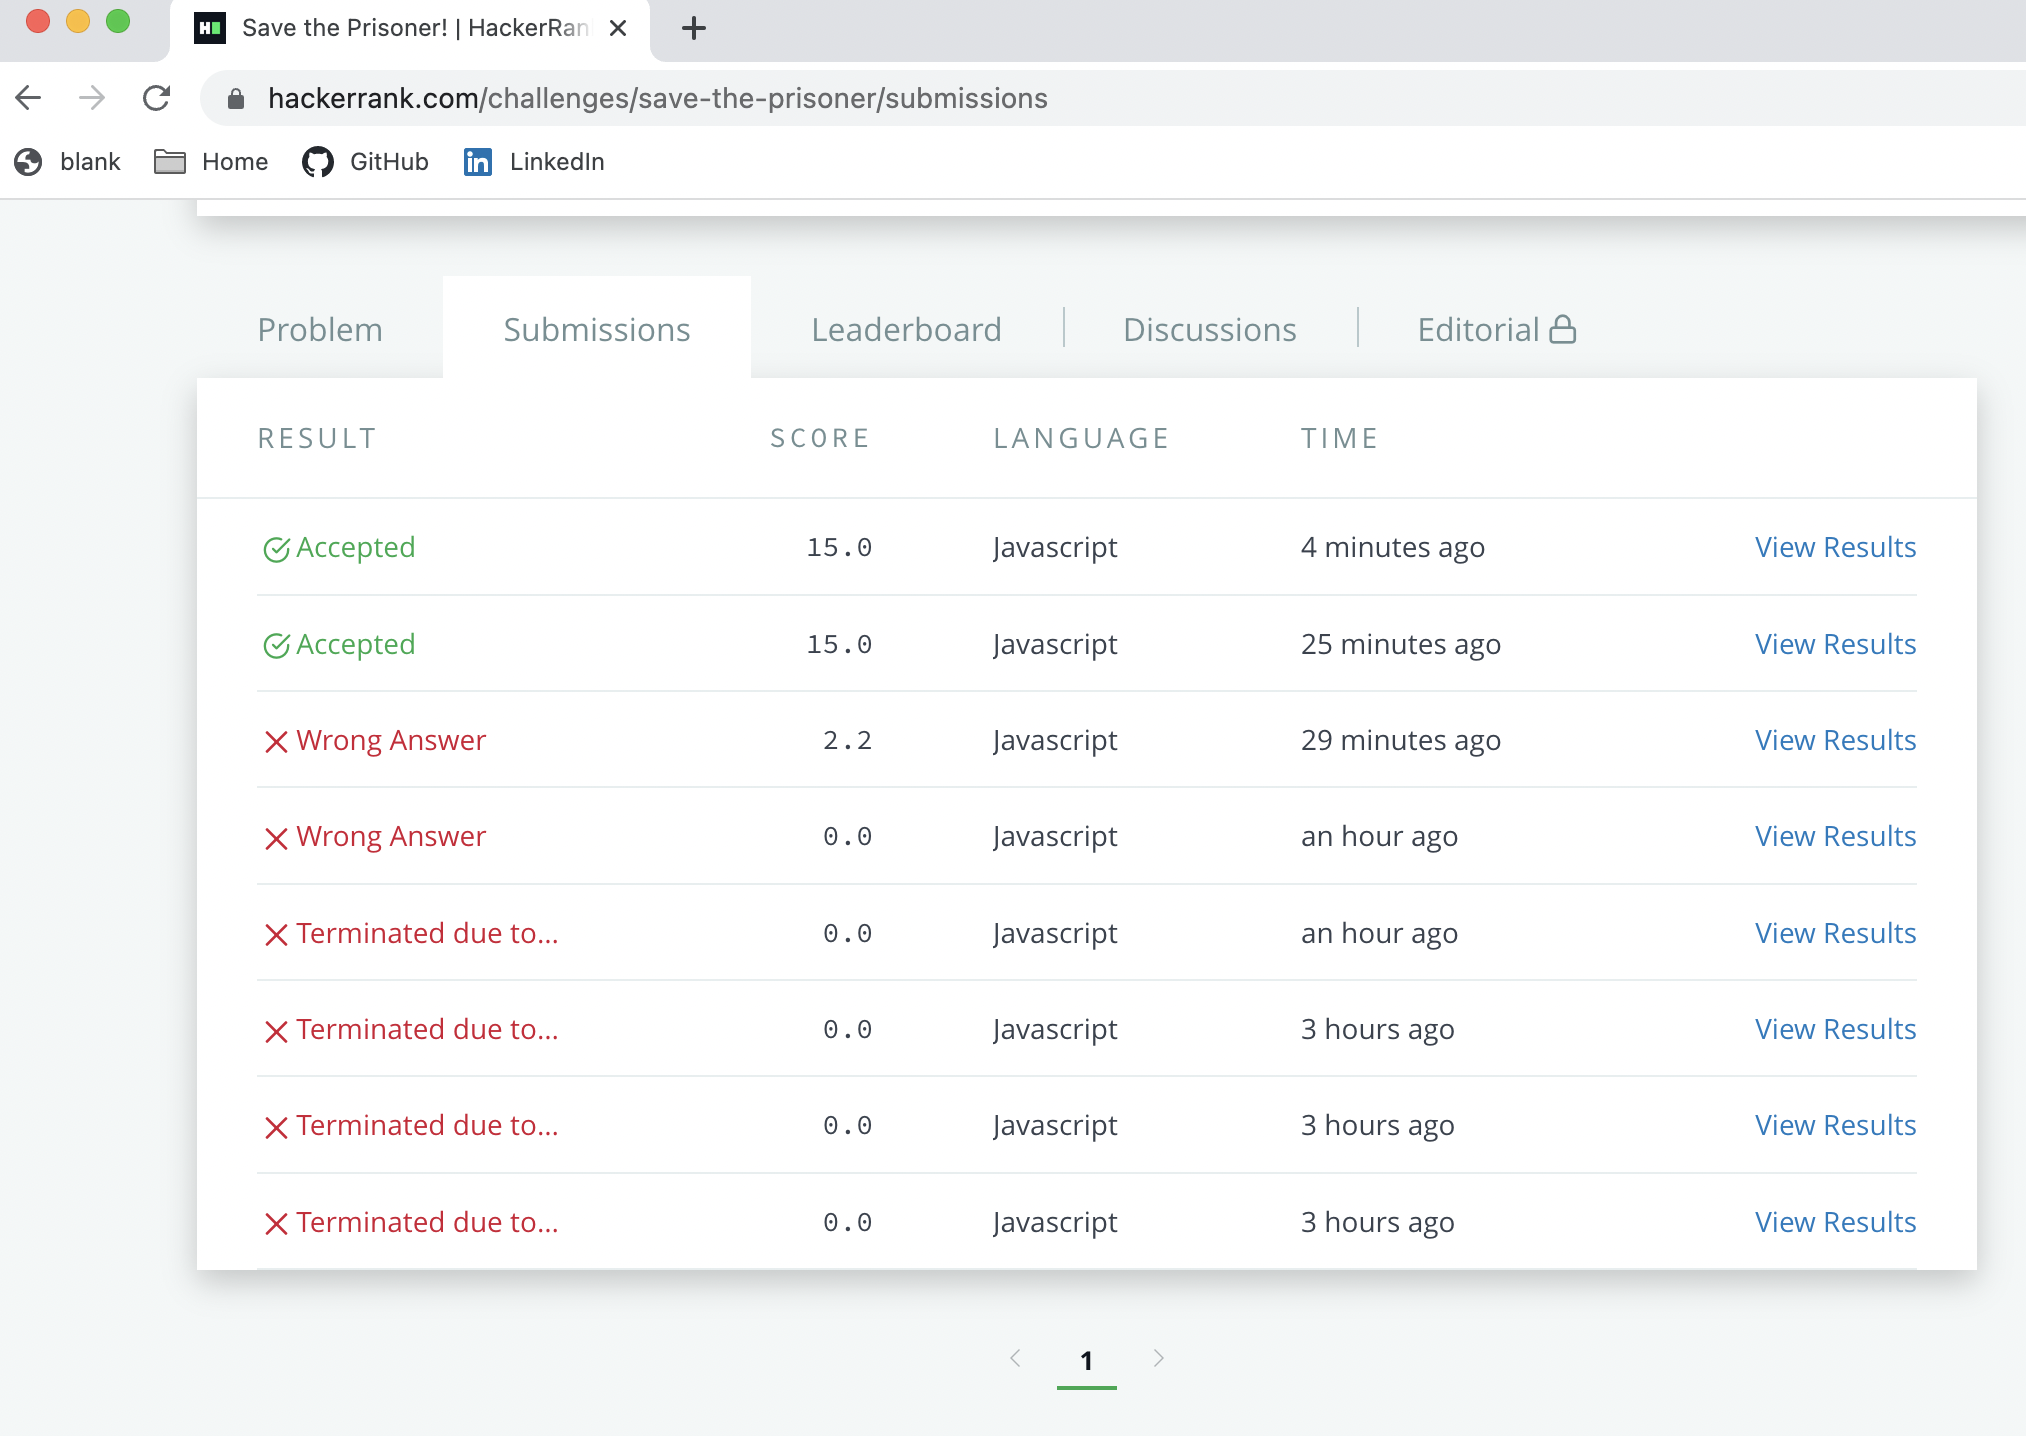 Save the Prisoner! | HackerRan
hackerrank.com/challenges/save-the-prisoner/submissions
blank Home GitHub LinkedIn
Problem Submissions Leaderboard Discussions Editorial
RESULT SCORE LANGUAGE TIME
Accepted 15.0 Javascript 4 minutes ago View Results
Accepted 15.0 Javascript 25 minutes ago View Results
Wrong Answer 2.2 Javascript 29 minutes ago View Results
Wrong Answer 0.0 Javascript an hour ago View Results
Terminated due to... 0.0 Javascript an hour ago View Results
Terminated due to... 0.0 Javascript 3 hours ago View Results
Terminated due to... 0.0 Javascript 3 hours ago View Results
Terminated due to... 0.0 Javascript 3 hours ago View Results
1